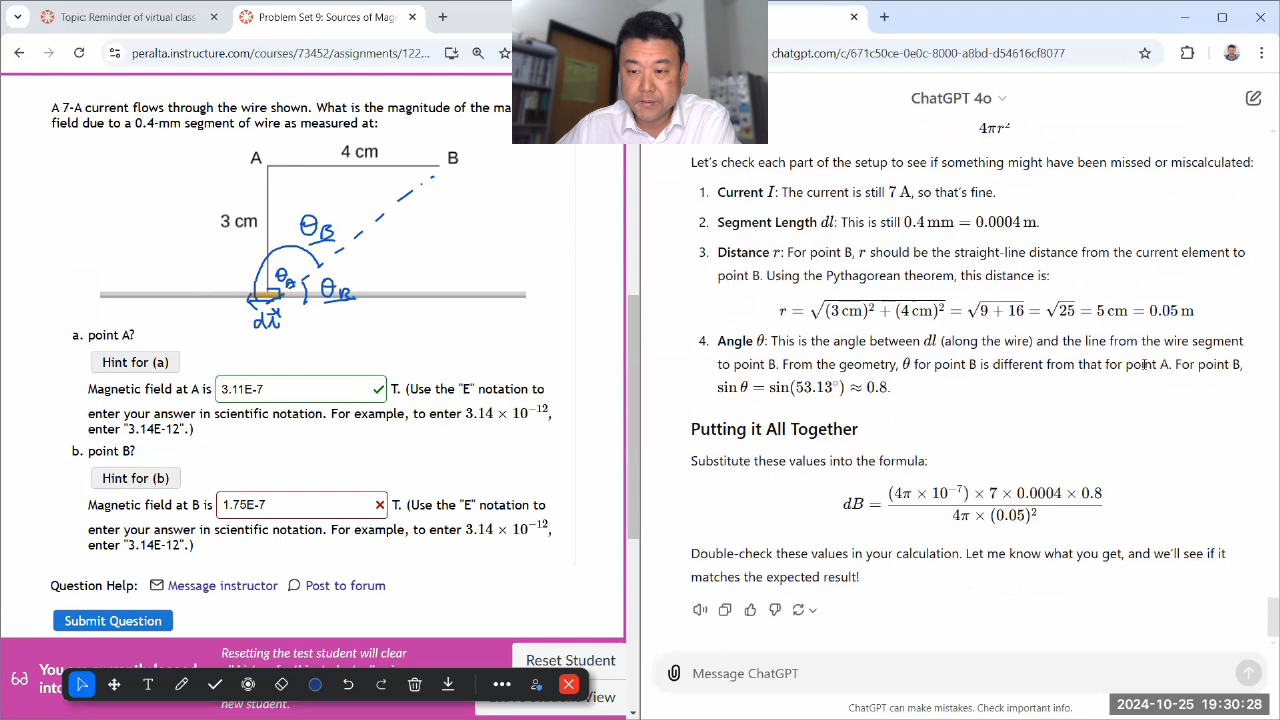 Topic Reminder of virtual class
Problem Set 9: Sources of Magn
peralta.instructure.com/courses/73452/assignments/122...
chatgpt.com/c/671c50ce-0e0c-8000-a8bd-d54616cd8077
A 7-A current flows through the wire shown. What is the magnitude of the ma
field due to a 0.4-mm segment of wire as measured at:
A
4 cm
B
3 cm
θB
θA
θB
dl
a. point A?
Hint for (a)
Magnetic field at A is 3.11E-7 T. (Use the "E" notation to
enter your answer in scientific notation. For example, to enter 3.14 × 10⁻¹²,
enter "3.14E-12".)
b. point B?
Hint for (b)
Magnetic field at B is 1.75E-7 T. (Use the "E" notation to
enter your answer in scientific notation. For example, to enter 3.14 × 10⁻¹²,
enter "3.14E-12".)
Question Help: Message instructor Post to forum
Submit Question
Resetting the test student will clear
Reset Student
new student.
View
ChatGPT 4o
4πr²
Let's check each part of the setup to see if something might have been missed or miscalculated:
1. Current I: The current is still 7 A, so that's fine.
2. Segment Length dl: This is still 0.4 mm = 0.0004 m.
3. Distance r: For point B, r should be the straight-line distance from the current element to
point B. Using the Pythagorean theorem, this distance is:
r = √(3 cm)² + (4 cm)² = √9 + 16 = √25 = 5 cm = 0.05 m
4. Angle θ: This is the angle between dl (along the wire) and the line from the wire segment
to point B. From the geometry, θ for point B is different from that for point A. For point B,
sin θ = sin(53.13°) ≈ 0.8.
Putting it All Together
Substitute these values into the formula:
dB = (4π × 10⁻⁷) × 7 × 0.0004 × 0.8
4π × (0.05)²
Double-check these values in your calculation. Let me know what you get, and we'll see if it
matches the expected result!
Message ChatGPT
ChatGPT can make mistakes. Check important info.
2024-10-25 19:30:28